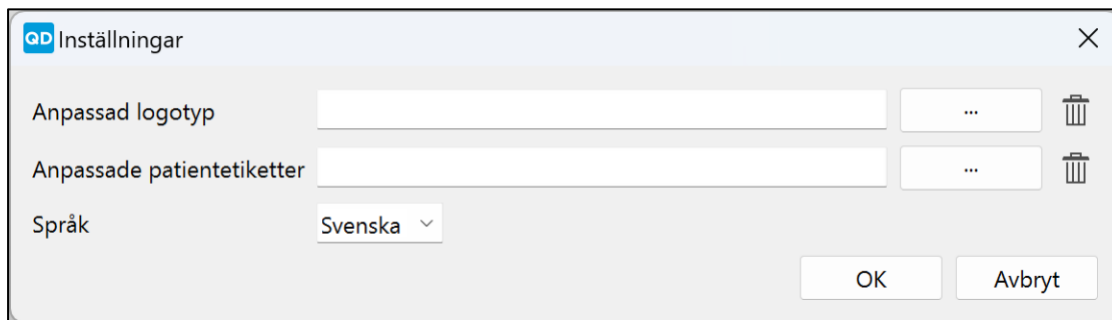 QD Inställningar
Anpassad logotyp ...
Anpassade patientetiketter ...
Språk Svenska
OK Avbryt